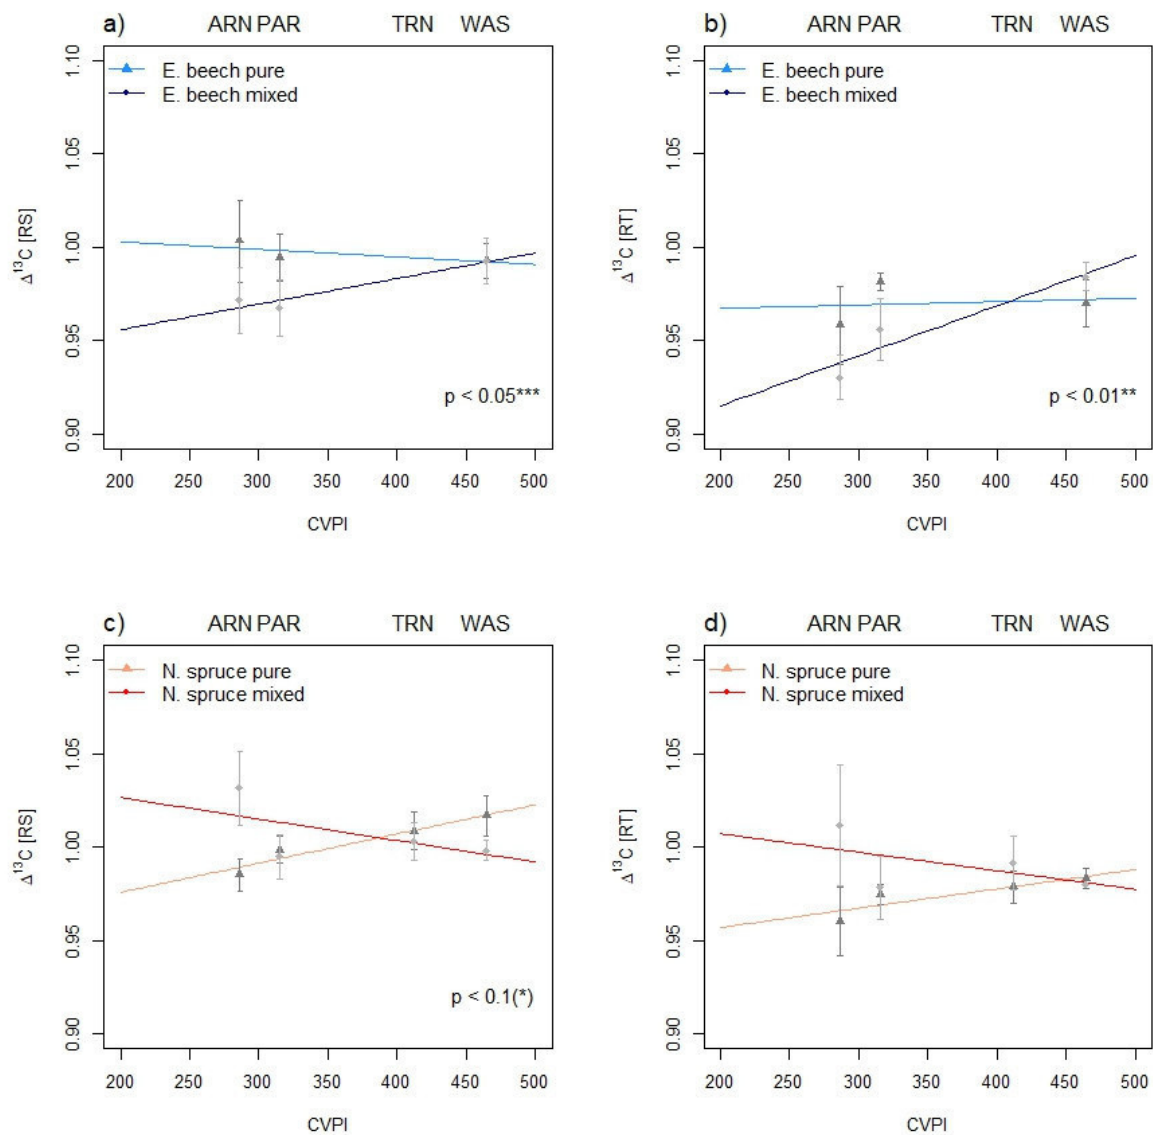 a) ARN PAR TRN WAS
E. beech pure
E. beech mixed
1.10
1.05
1.00
0.95
0.90
Δ13C [RS]
p < 0.05***
200 250 300 350 400 450 500
CVPI
b) ARN PAR TRN WAS
E. beech pure
E. beech mixed
1.10
1.05
1.00
0.95
0.90
Δ13C [RT]
p < 0.01**
200 250 300 350 400 450 500
CVPI
c) ARN PAR TRN WAS
N. spruce pure
N. spruce mixed
1.10
1.05
1.00
0.95
0.90
Δ13C [RS]
p < 0.1(*)
200 250 300 350 400 450 500
CVPI
d) ARN PAR TRN WAS
N. spruce pure
N. spruce mixed
1.10
1.05
1.00
0.95
0.90
Δ13C [RT]
200 250 300 350 400 450 500
CVPI